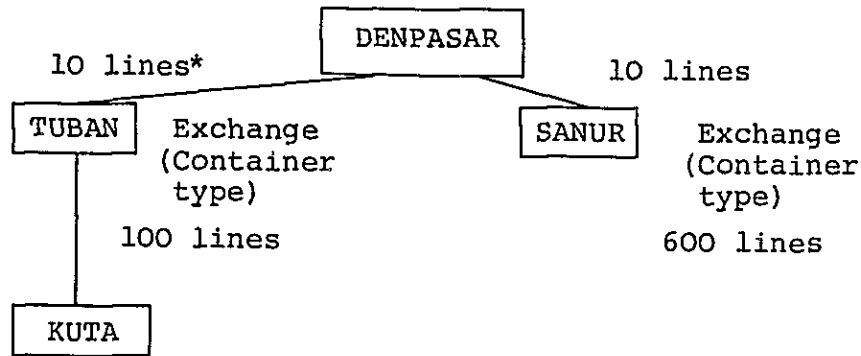 DENPASAR
10 lines*
10 lines
TUBAN
Exchange
(Container
type)
SANUR
Exchange
(Container
type)
100 lines
600 lines
KUTA